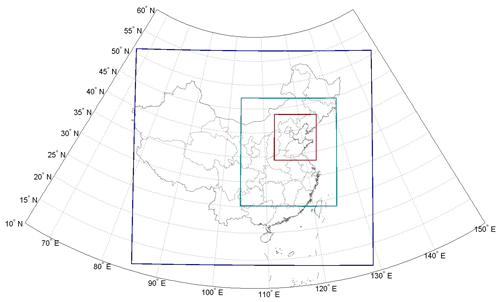 60° N
55° N
50° N
45° N
40° N
35° N
30° N
25° N
20° N
15° N
10° N
70° E
80° E
90° E
100° E
110° E
120° E
130° E
140° E
150° E